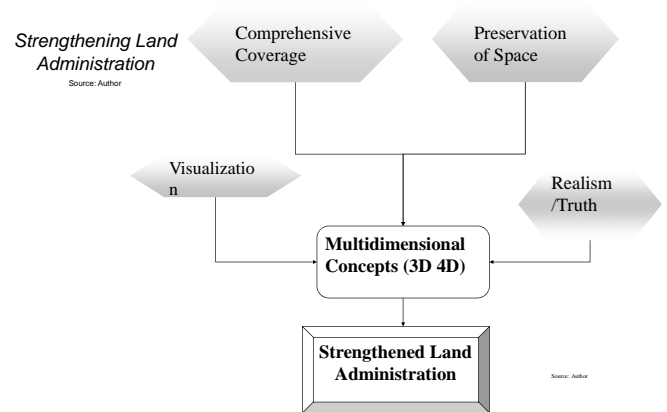 Strengthening Land
Administration
Source: Author
Comprehensive
Coverage
Preservation
of Space
Visualizatio
n
Realism
/Truth
Multidimensional
Concepts (3D 4D)
Strengthened Land
Administration
Source: Author